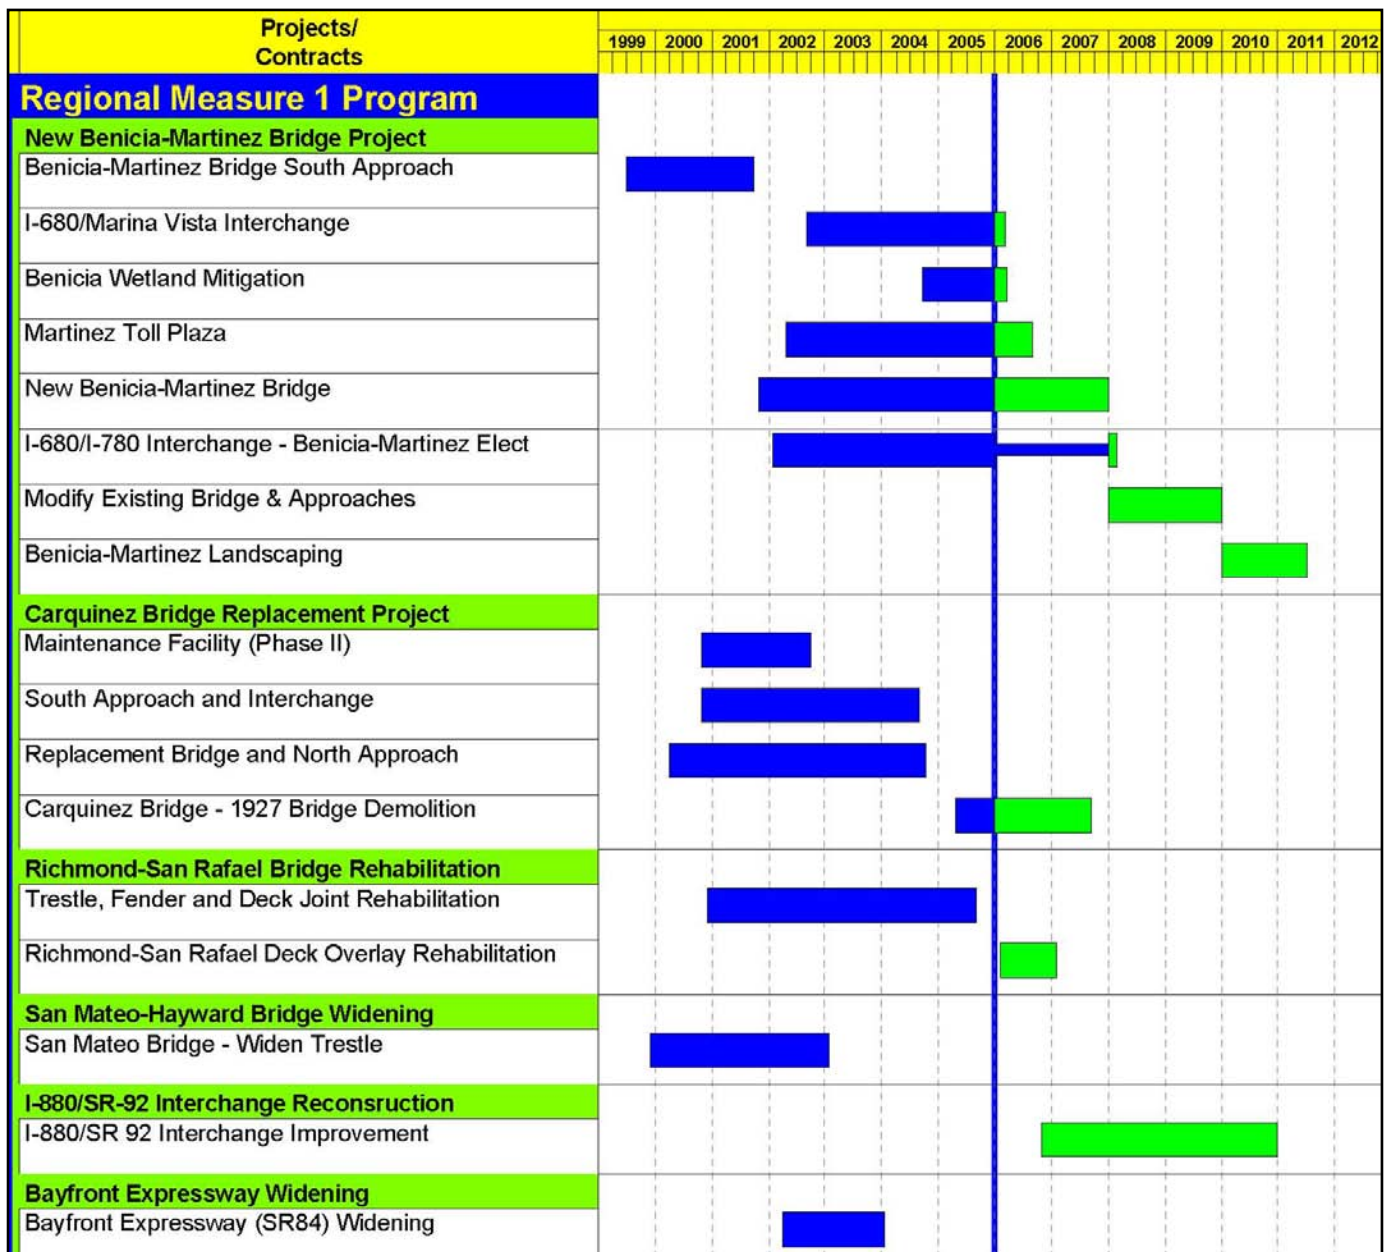 Projects/
Contracts
1999 2000 2001 2002 2003 2004 2005 2006 2007 2008 2009 2010 2011 2012
Regional Measure 1 Program
New Benicia-Martinez Bridge Project
Benicia-Martinez Bridge South Approach
I-680/Marina Vista Interchange
Benicia Wetland Mitigation
Martinez Toll Plaza
New Benicia-Martinez Bridge
I-680/I-780 Interchange - Benicia-Martinez Elect
Modify Existing Bridge & Approaches
Benicia-Martinez Landscaping
Carquinez Bridge Replacement Project
Maintenance Facility (Phase II)
South Approach and Interchange
Replacement Bridge and North Approach
Carquinez Bridge - 1927 Bridge Demolition
Richmond-San Rafael Bridge Rehabilitation
Trestle, Fender and Deck Joint Rehabilitation
Richmond-San Rafael Deck Overlay Rehabilitation
San Mateo-Hayward Bridge Widening
San Mateo Bridge - Widen Trestle
I-880/SR-92 Interchange Reconsruction
I-880/SR 92 Interchange Improvement
Bayfront Expressway Widening
Bayfront Expressway (SR84) Widening